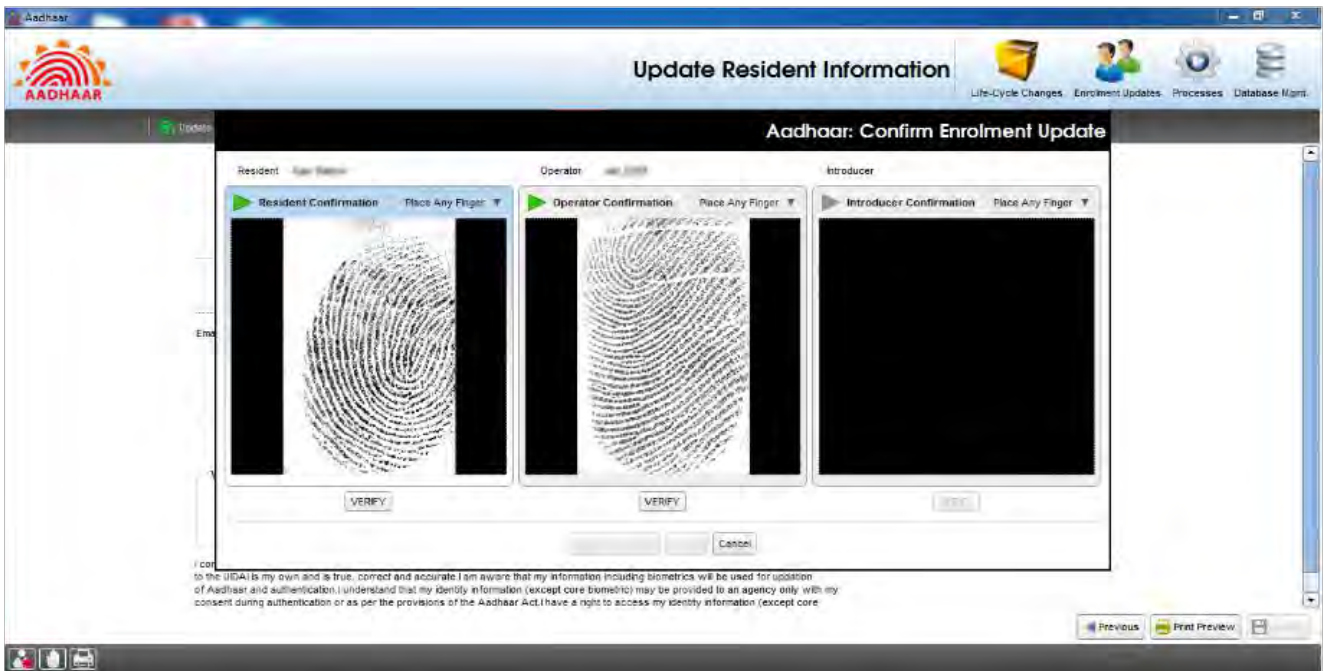 Aadhaar
AADHAAR
Update Resident Information
Life-Cycle Changes
Enrolment Updates
Processes
Database Mgmt.
Update
Aadhaar: Confirm Enrolment Update
Resident
Operator
Introducer
Resident Confirmation Place Any Finger
Operator Confirmation Place Any Finger
Introducer Confirmation Place Any Finger
Ema
VERIFY
VERIFY
Cancel
I con
to the UIDAI is my own and is true, correct and accurate I am aware that my information including biometrics will be used for updation
of Aadhaar and authentication.I understand that my identity information (except core biometric) may be provided to an agency only with my
consent during authentication or as per the provisions of the Aadhaar Act.I have a right to access my identity information (except core
Previous
Print Preview